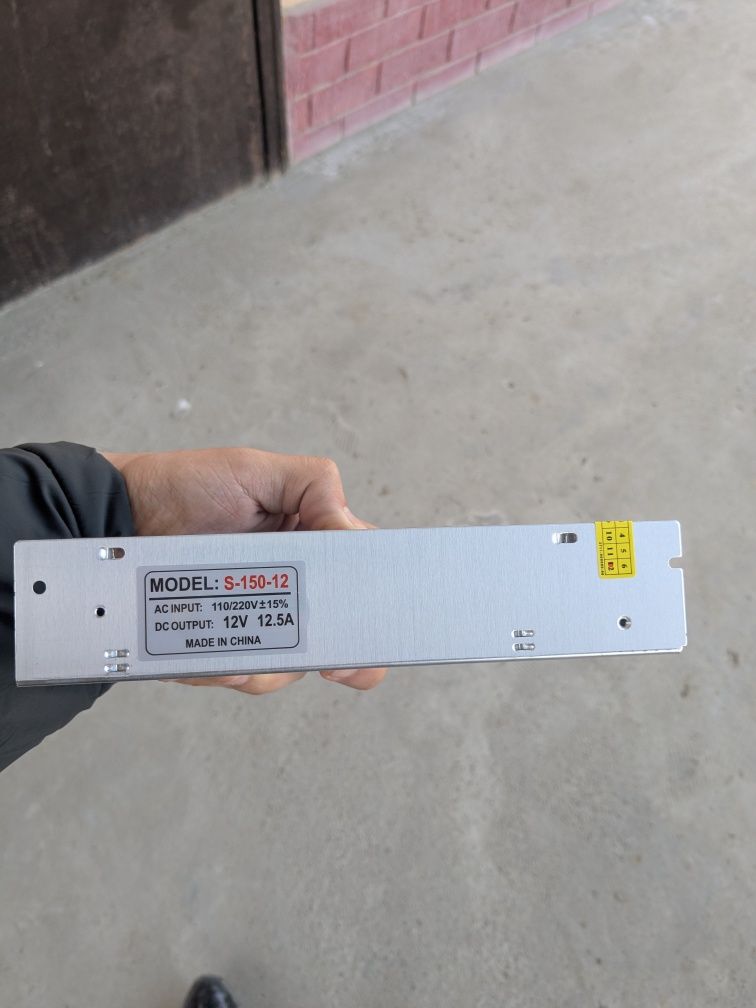 MODEL: S-150-12
AC INPUT: 110/220V±15%
DC OUTPUT: 12V 12.5A
MADE IN CHINA
4 5 6
10 11